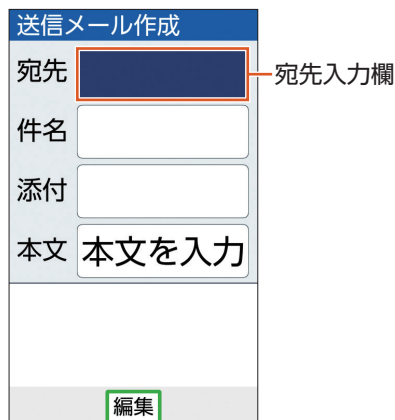 送信メール作成
宛先
宛先入力欄
件名
添付
本文 本文を入力
編集